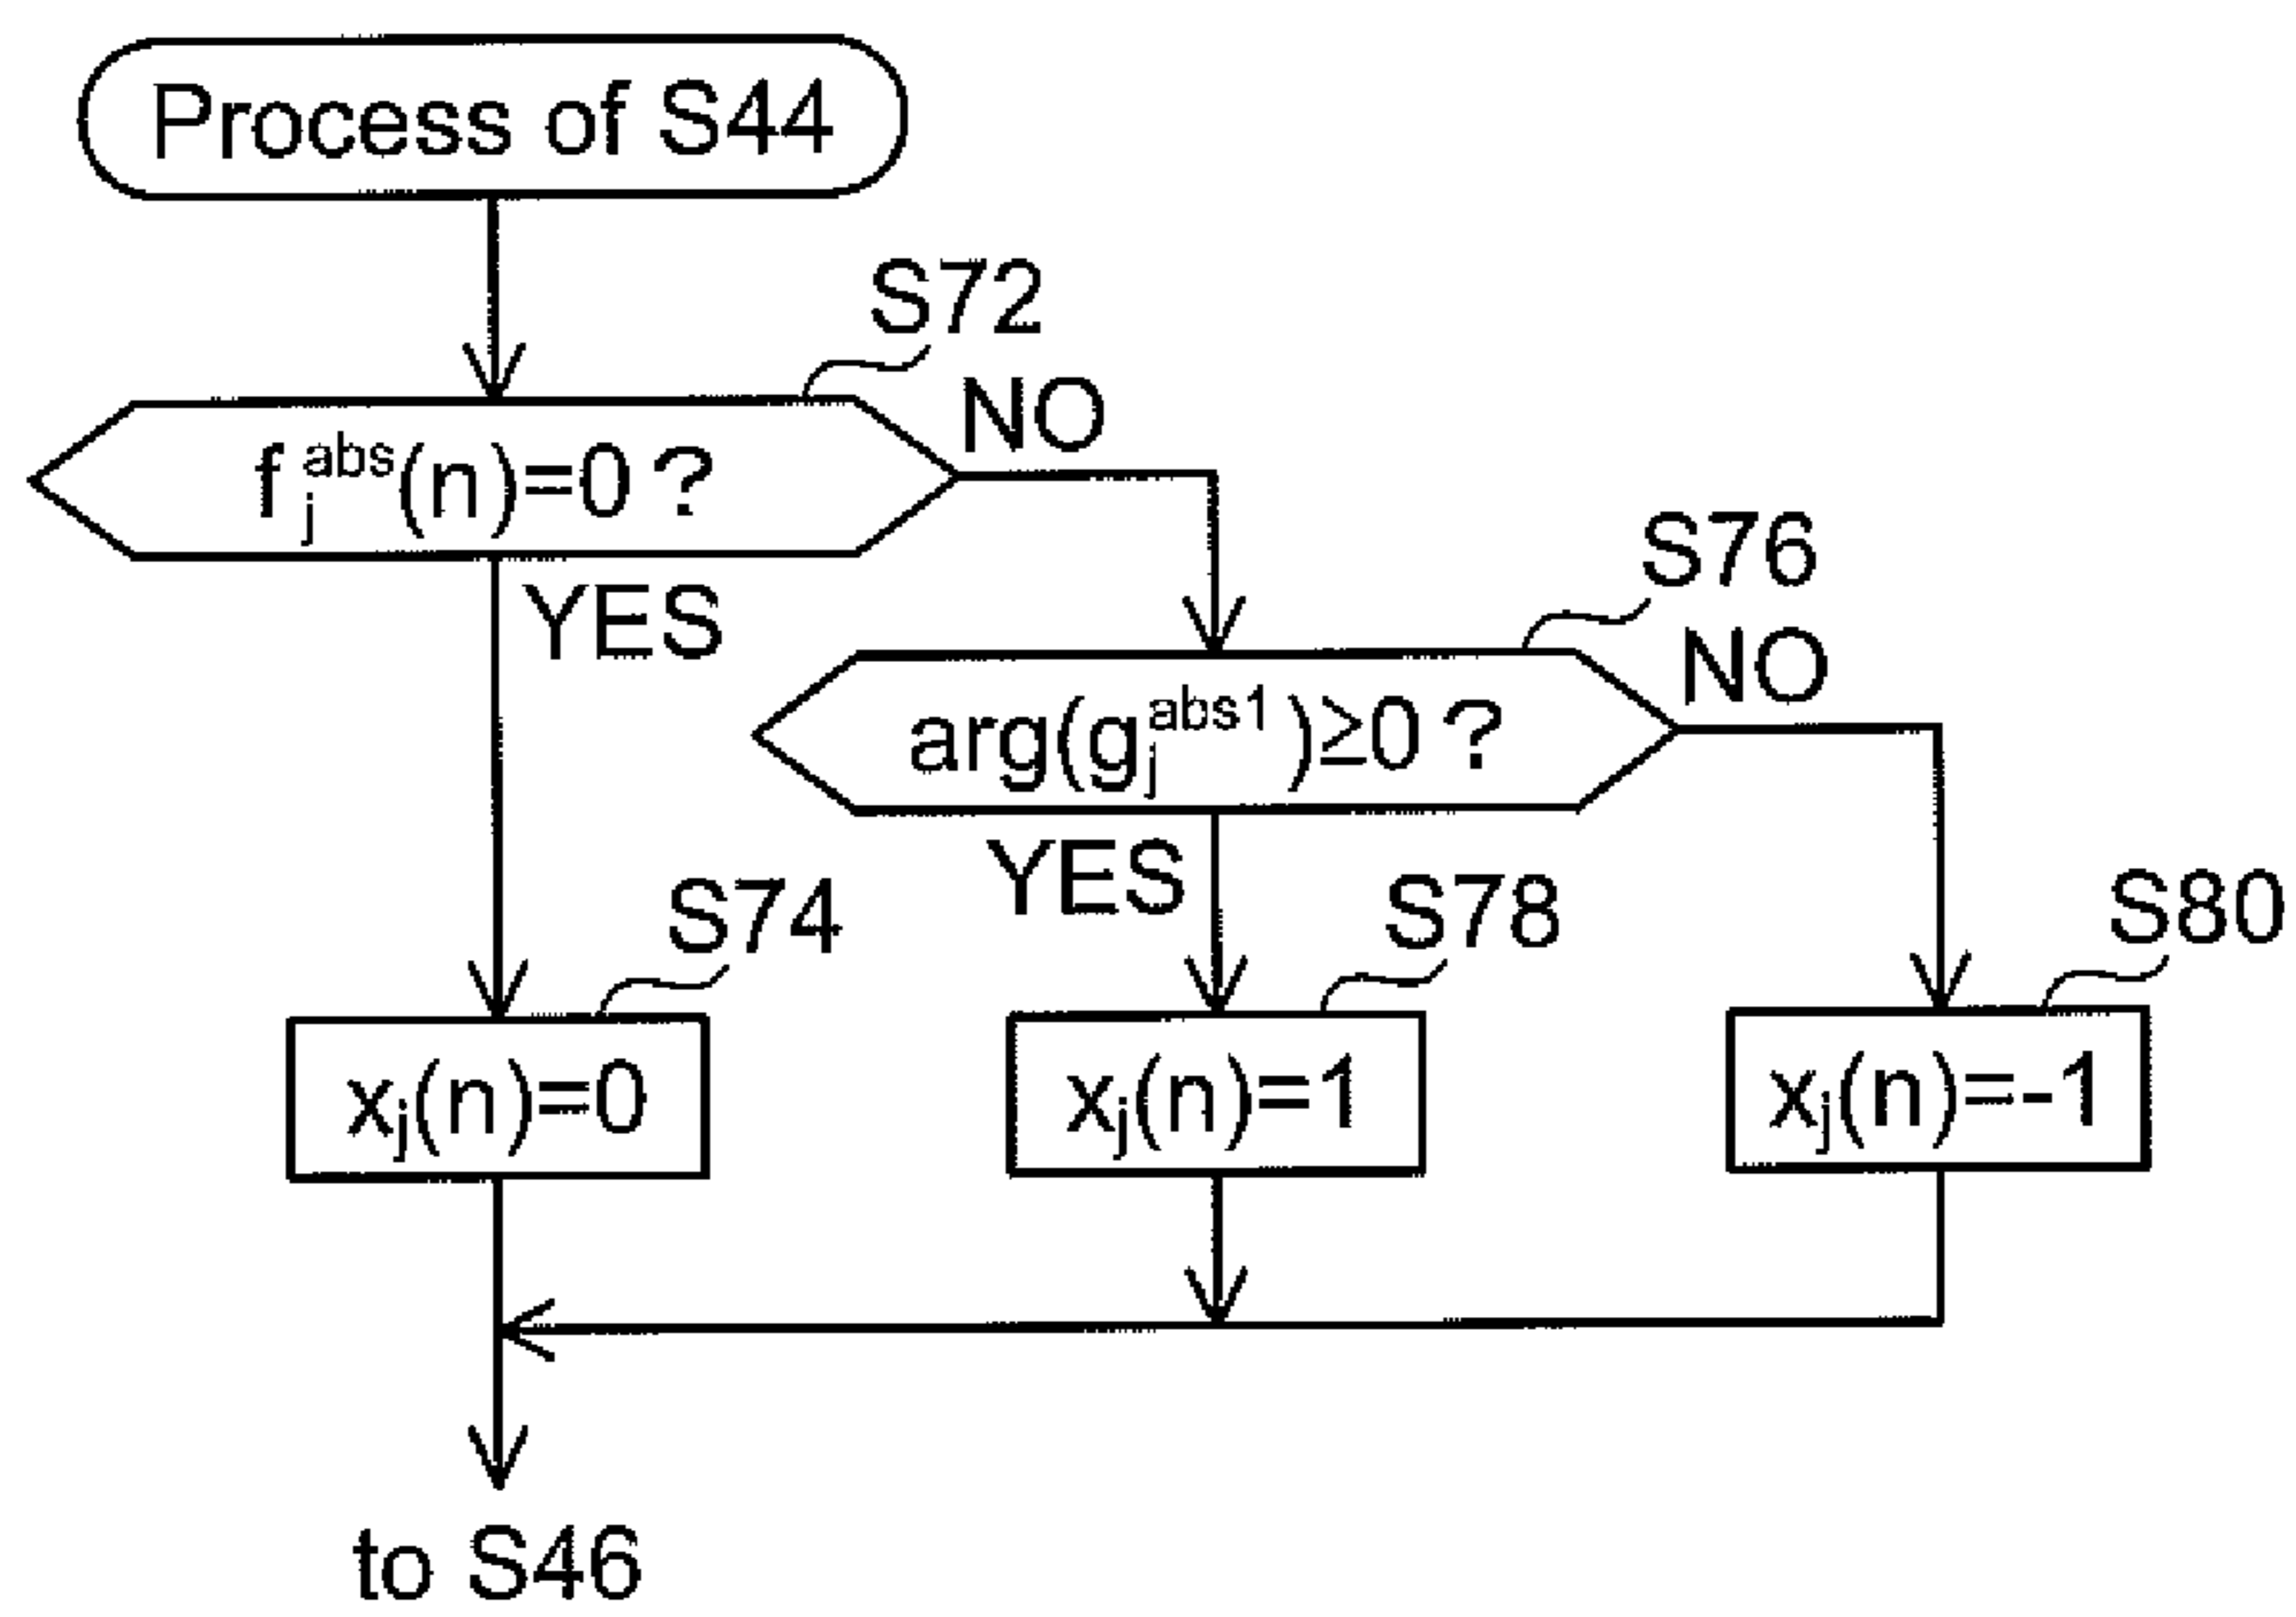 Process of S44
S72
NO
f_j^abs(n)=0 ?
YES
S76
NO
arg(g_j^abs1)≥0 ?
YES
S74
S78
S80
x_j(n)=0
x_j(n)=1
x_j(n)=-1
to S46